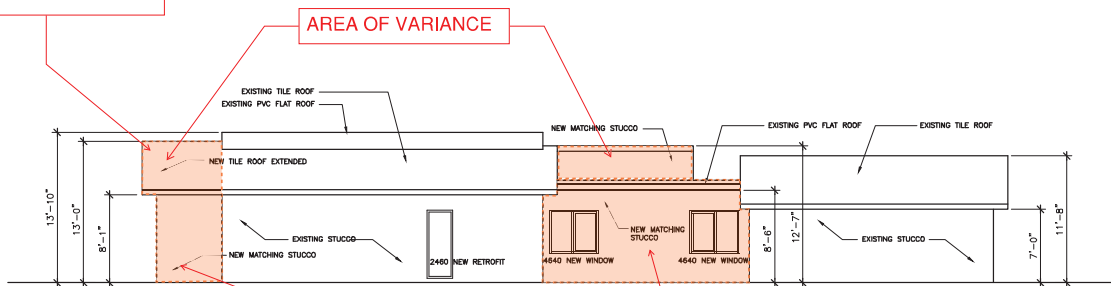 AREA OF VARIANCE
EXISTING TILE ROOF
EXISTING PVC FLAT ROOF
NEW MATCHING STUCCO
EXISTING PVC FLAT ROOF
EXISTING TILE ROOF
NEW TILE ROOF EXTENDED
13'-10"
13'-0"
8'-1"
EXISTING STUCCO
NEW MATCHING STUCCO
2460 NEW RETROFIT
NEW MATCHING
STUCCO
4640 NEW WINDOW
4640 NEW WINDOW
8'-6"
12'-7"
EXISTING STUCCO
7'-0"
11'-8"